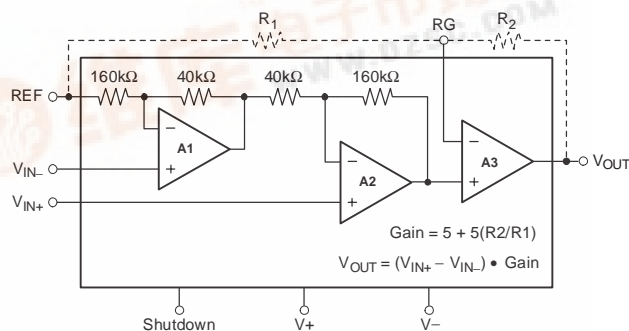 R1
RG
R2
160kΩ
40kΩ
40kΩ
160kΩ
REF
A1
A2
A3
VIN–
VIN+
VOUT
Gain = 5 + 5(R2/R1)
VOUT = (VIN+ – VIN–) • Gain
Shutdown
V+
V–